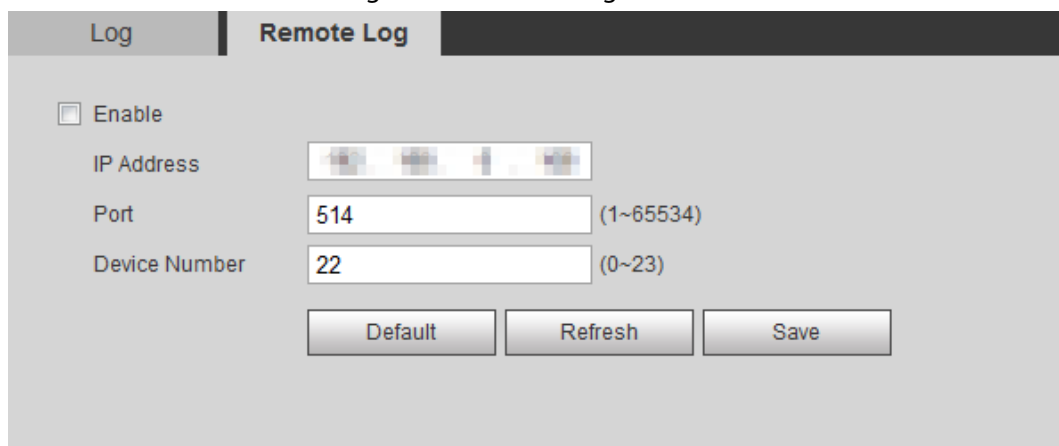 Log Remote Log
Enable
IP Address
Port 514 (1~65534)
Device Number 22 (0~23)
Default Refresh Save